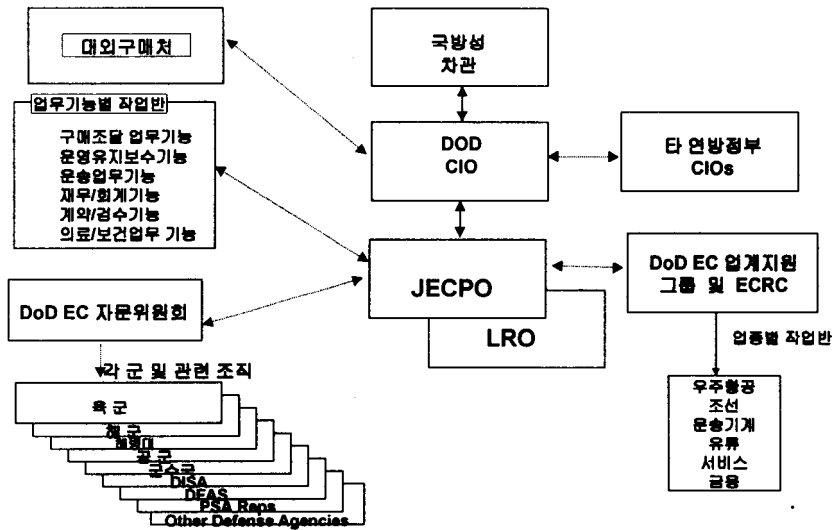 대외구매처
국방성
차관
업무기능별 작업반
구매조달 업무기능
운영유지보수기능
운송업무기능
재무/회계기능
계약/검수기능
의료/보건업무 기능
DOD
CIO
타 연방정부
CIOs
JECPO
LRO
DoD EC 업계지원
그룹 및 ECRC
DoD EC 자문위원회
업종별 작업반
각 군 및 관련 조직
육 군
해 군
해병대
공 군
군수국
DISA
DFAS
PSA Reps
Other Defense Agencies
우주항공
조선
운송기계
유류
서비스
금융